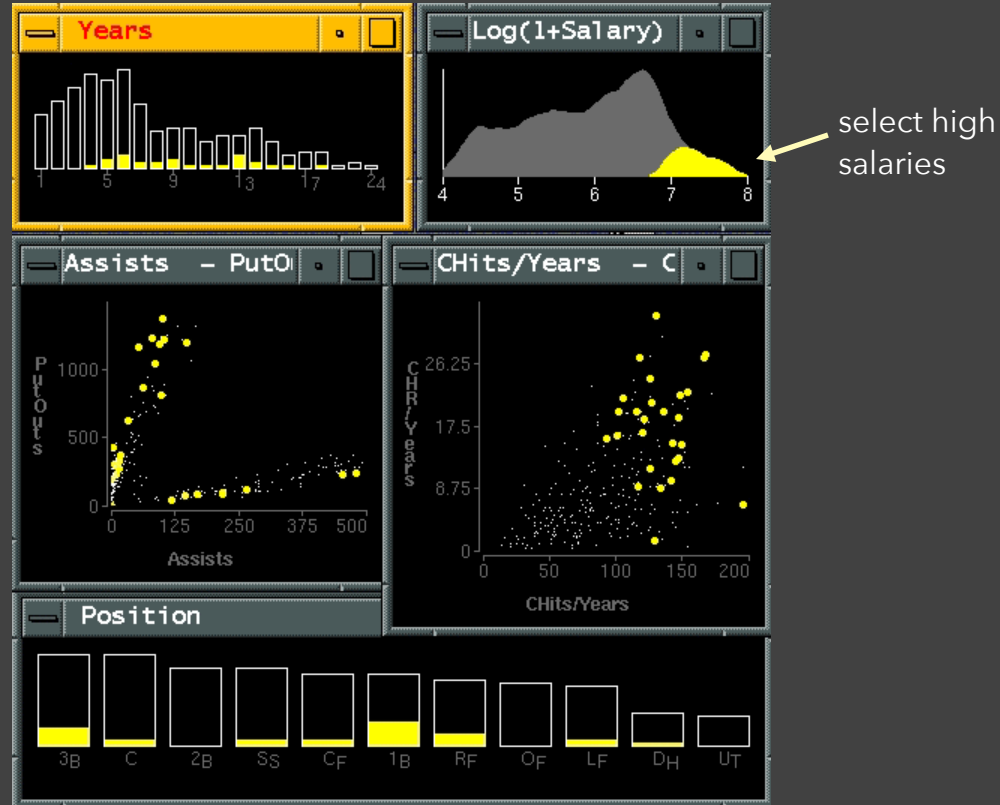 Years
1 5 9 13 17 24
Log(1+Salary)
4 5 6 7 8
select high
salaries
Assists – PutO
PutOuts
1000
500
0
0 125 250 375 500
Assists
CHits/Years – C
CHR/Years
26.25
17.5
8.75
0
0 50 100 150 200
CHits/Years
Position
3B C 2B SS CF 1B RF OF LF DH UT